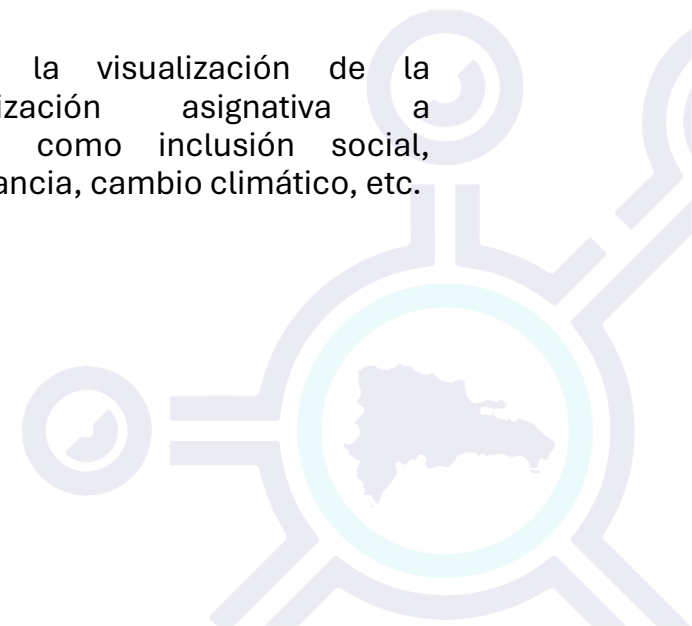 la visualización de la
ización asignativa a
como inclusión social,
ancia, cambio climático, etc.